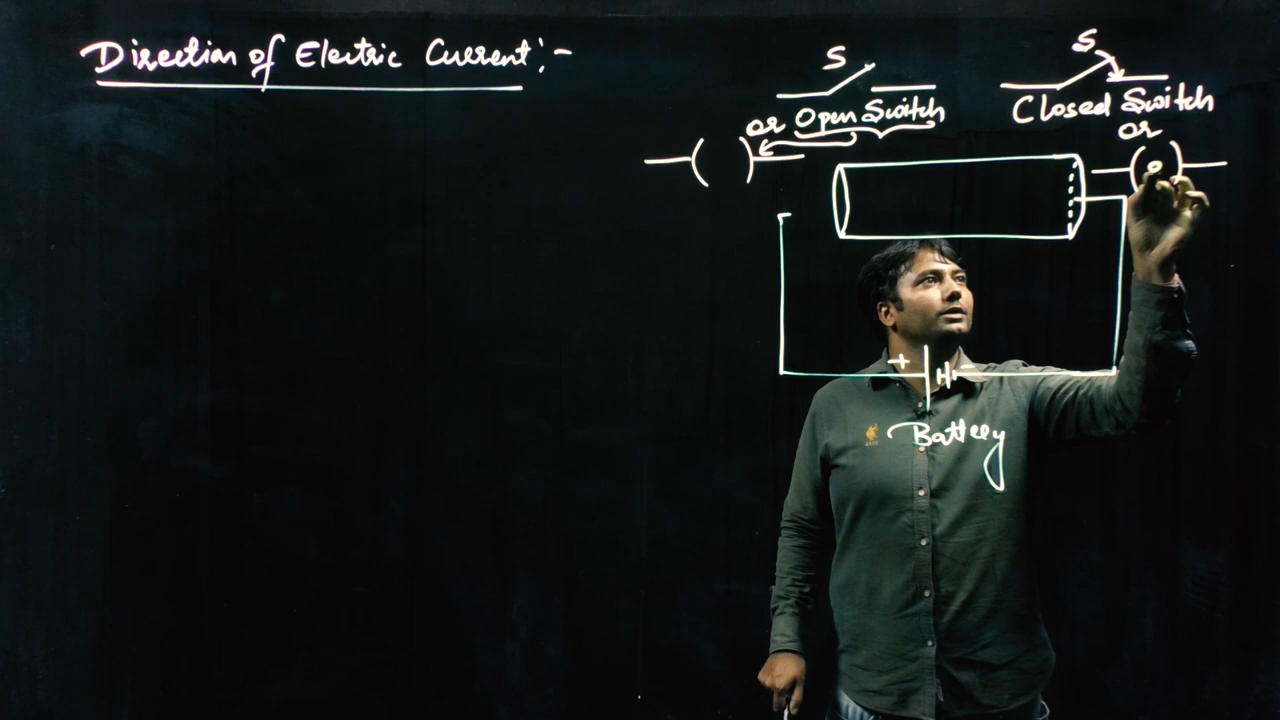 Direction of Electric Current :-
S
S
Open Switch
Closed Switch
or
or
+ -
Battery